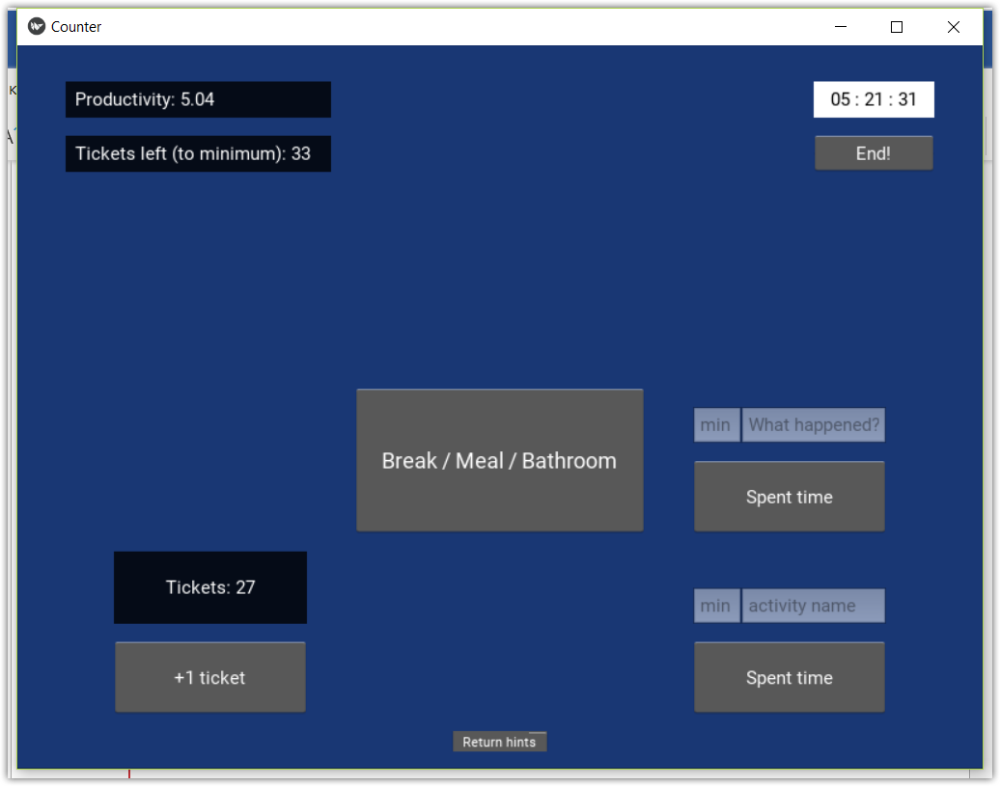 Counter
Productivity: 5.04
05 : 21 : 31
Tickets left (to minimum): 33
End!
min
What happened?
Break / Meal / Bathroom
Spent time
Tickets: 27
min
activity name
+1 ticket
Spent time
Return hints